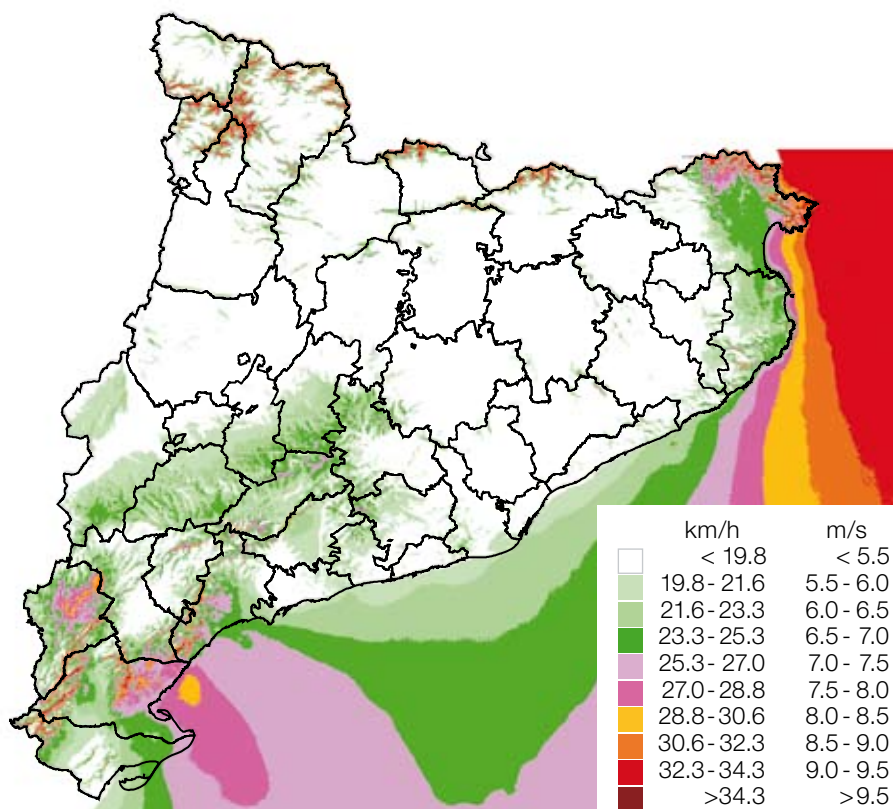 km/h m/s
< 19.8 < 5.5
19.8 - 21.6 5.5 - 6.0
21.6 - 23.3 6.0 - 6.5
23.3 - 25.3 6.5 - 7.0
25.3 - 27.0 7.0 - 7.5
27.0 - 28.8 7.5 - 8.0
28.8 - 30.6 8.0 - 8.5
30.6 - 32.3 8.5 - 9.0
32.3 - 34.3 9.0 - 9.5
>34.3 >9.5